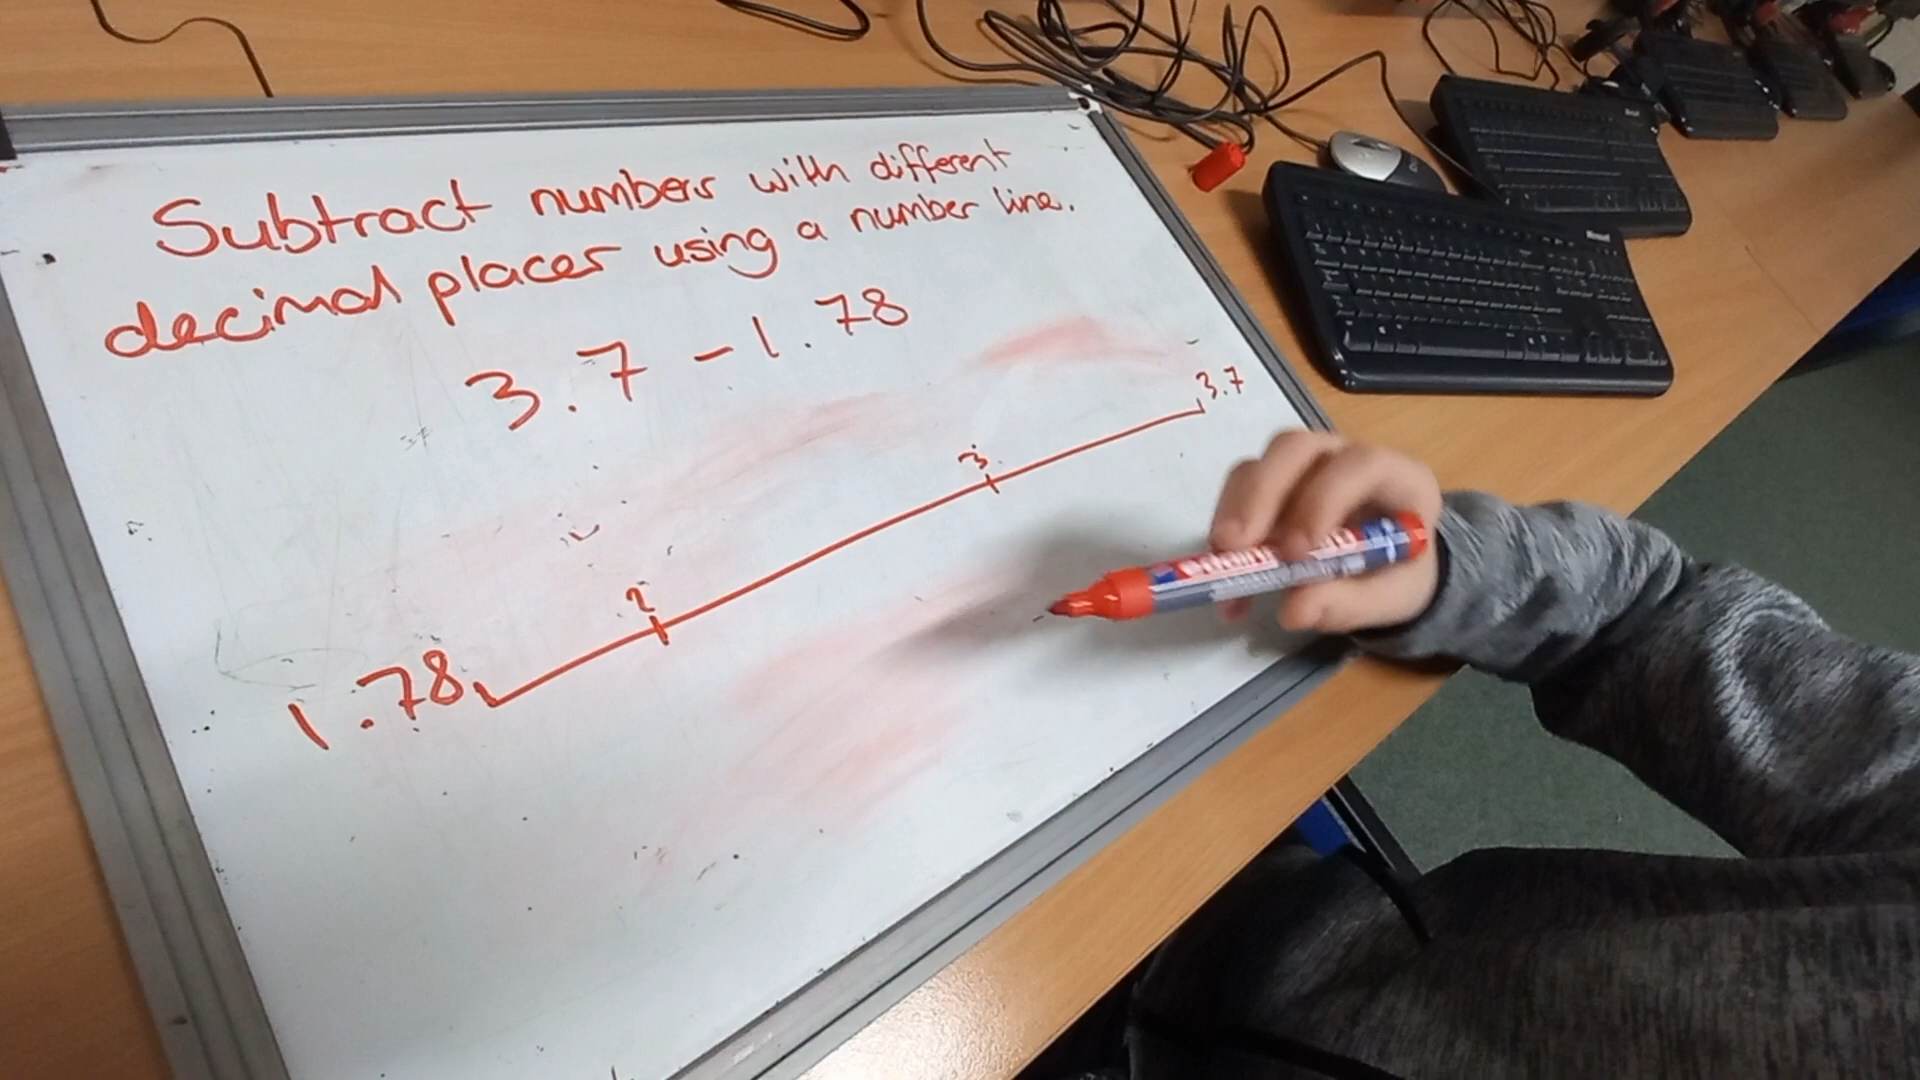 Subtract numbers with different
decimal places using a number line.
3.7 - 1.78
3.7
3
2
1.78